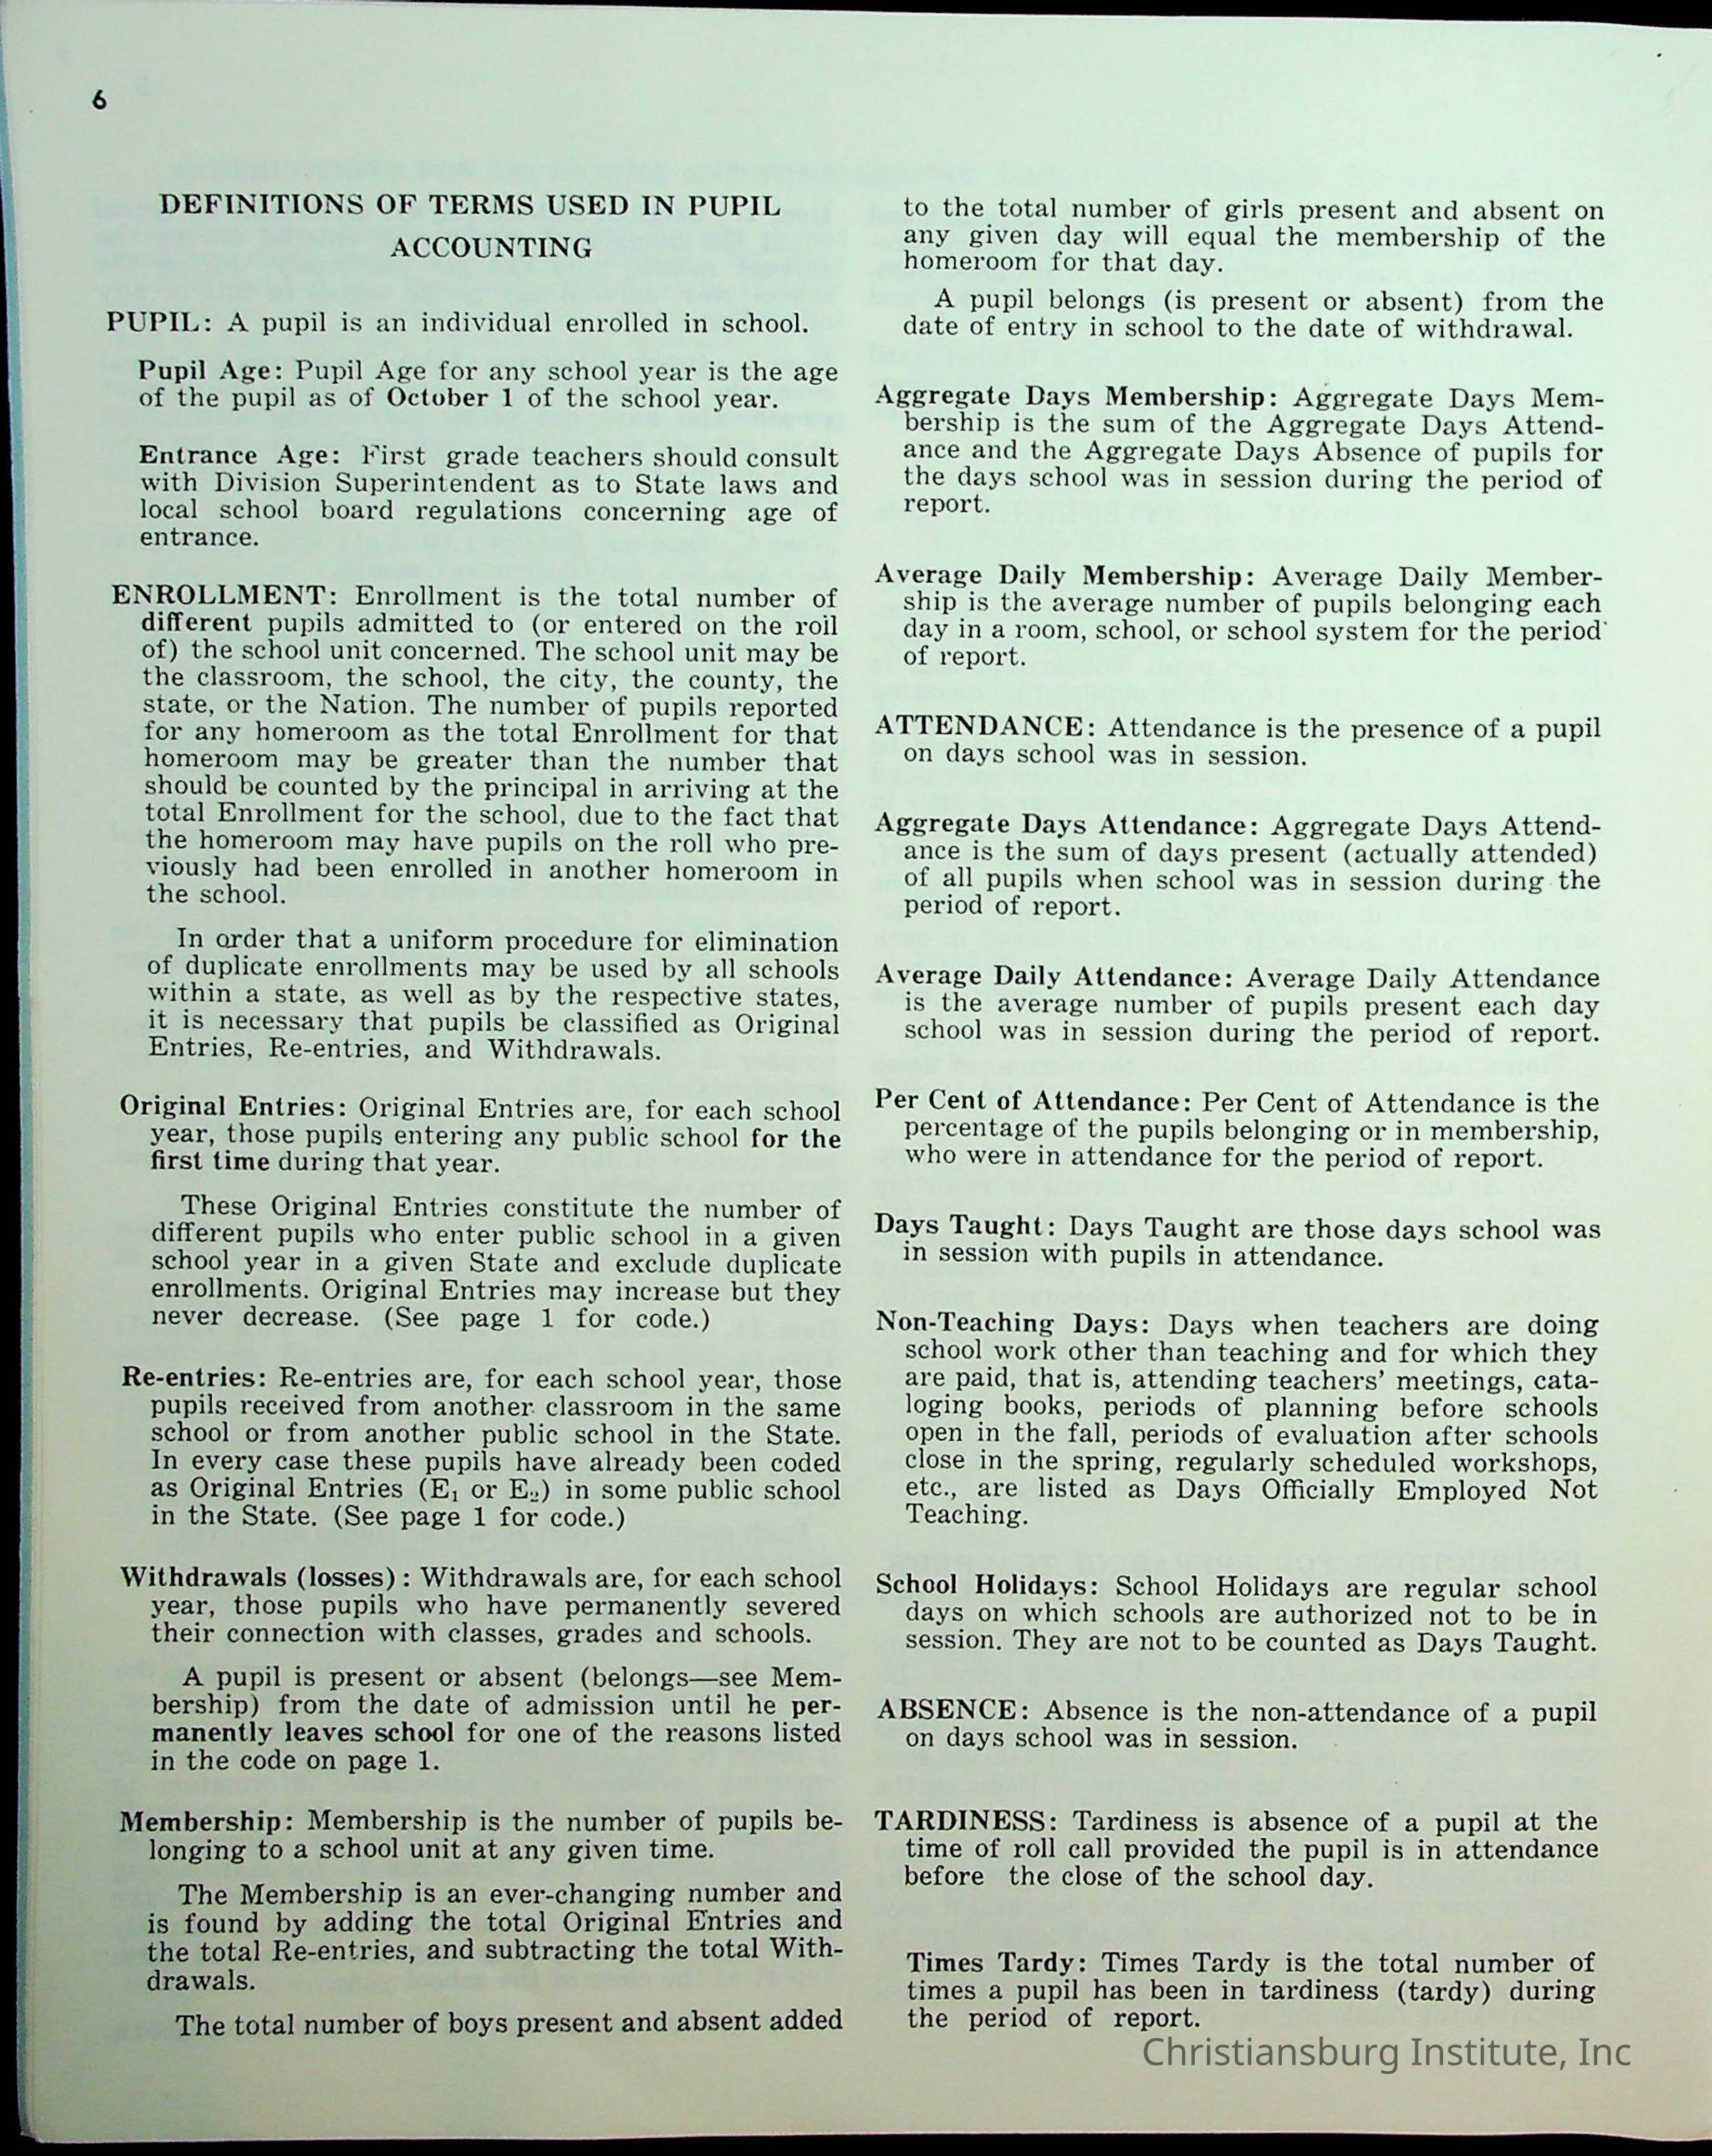 6
DEFINITIONS OF TERMS USED IN PUPIL
ACCOUNTING
PUPIL: A pupil is an individual enrolled in school.
Pupil Age: Pupil Age for any school year is the age
of the pupil as of October 1 of the school year.
Entrance Age: First grade teachers should consult
with Division Superintendent as to State laws and
local school board regulations concerning age of
entrance.
ENROLLMENT: Enrollment is the total number of
different pupils admitted to (or entered on the roil
of) the school unit concerned. The school unit may be
the classroom, the school, the city, the county, the
state, or the Nation. The number of pupils reported
for any homeroom as the total Enrollment for that
homeroom may be greater than the number that
should be counted by the principal in arriving at the
total Enrollment for the school, due to the fact that
the homeroom may have pupils on the roll who pre-
viously had been enrolled in another homeroom in
the school.
In order that a uniform procedure for elimination
of duplicate enrollments may be used by all schools
within a state, as well as by the respective states,
it is necessary that pupils be classified as Original
Entries, Re-entries, and Withdrawals.
Original Entries: Original Entries are, for each school
year, those pupils entering any public school for the
first time during that year.
These Original Entries constitute the number of
different pupils who enter public school in a given
school year in a given State and exclude duplicate
enrollments. Original Entries may increase but they
never decrease. (See page 1 for code.)
Re-entries: Re-entries are, for each school year, those
pupils received from another classroom in the same
school or from another public school in the State.
In every case these pupils have already been coded
as Original Entries (E₁ or E₂) in some public school
in the State. (See page 1 for code.)
Withdrawals (losses): Withdrawals are, for each school
year, those pupils who have permanently severed
their connection with classes, grades and schools.
A pupil is present or absent (belongs—see Mem-
bership) from the date of admission until he per-
manently leaves school for one of the reasons listed
in the code on page 1.
Membership: Membership is the number of pupils be-
longing to a school unit at any given time.
The Membership is an ever-changing number and
is found by adding the total Original Entries and
the total Re-entries, and subtracting the total With-
drawals.
The total number of boys present and absent added
to the total number of girls present and absent on
any given day will equal the membership of the
homeroom for that day.
A pupil belongs (is present or absent) from the
date of entry in school to the date of withdrawal.
Aggregate Days Membership: Aggregate Days Mem-
bership is the sum of the Aggregate Days Attend-
ance and the Aggregate Days Absence of pupils for
the days school was in session during the period of
report.
Average Daily Membership: Average Daily Member-
ship is the average number of pupils belonging each
day in a room, school, or school system for the period
of report.
ATTENDANCE: Attendance is the presence of a pupil
on days school was in session.
Aggregate Days Attendance: Aggregate Days Attend-
ance is the sum of days present (actually attended)
of all pupils when school was in session during the
period of report.
Average Daily Attendance: Average Daily Attendance
is the average number of pupils present each day
school was in session during the period of report.
Per Cent of Attendance: Per Cent of Attendance is the
percentage of the pupils belonging or in membership,
who were in attendance for the period of report.
Days Taught: Days Taught are those days school was
in session with pupils in attendance.
Non-Teaching Days: Days when teachers are doing
school work other than teaching and for which they
are paid, that is, attending teachers' meetings, cata-
loging books, periods of planning before schools
open in the fall, periods of evaluation after schools
close in the spring, regularly scheduled workshops,
etc., are listed as Days Officially Employed Not
Teaching.
School Holidays: School Holidays are regular school
days on which schools are authorized not to be in
session. They are not to be counted as Days Taught.
ABSENCE: Absence is the non-attendance of a pupil
on days school was in session.
TARDINESS: Tardiness is absence of a pupil at the
time of roll call provided the pupil is in attendance
before the close of the school day.
Times Tardy: Times Tardy is the total number of
times a pupil has been in tardiness (tardy) during
the period of report.
Christiansburg Institute, Inc